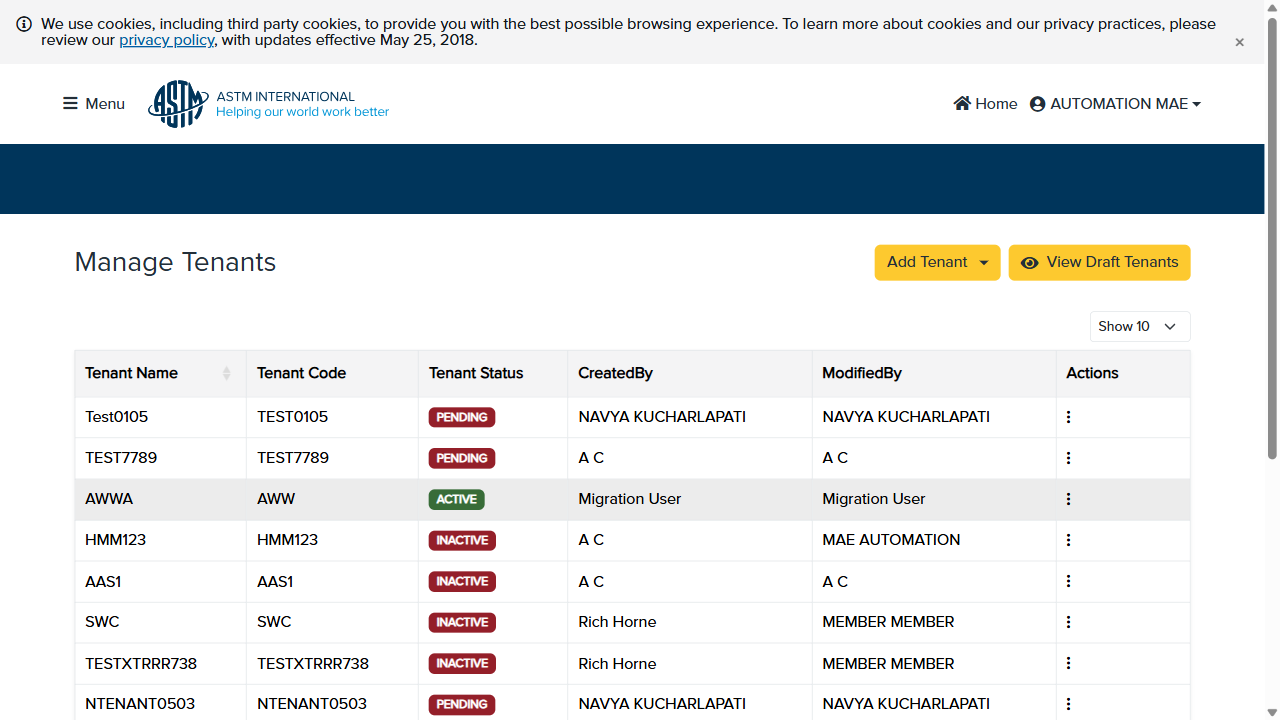 We use cookies, including third party cookies, to provide you with the best possible browsing experience. To learn more about cookies and our privacy practices, please
review our privacy policy, with updates effective May 25, 2018.
×
Menu
ASTM
ASTM INTERNATIONAL
Helping our world work better
Home
AUTOMATION MAE
Manage Tenants
Add Tenant
View Draft Tenants
Show 10
Tenant Name Tenant Code Tenant Status CreatedBy ModifiedBy Actions
Test0105 TEST0105 PENDING NAVYA KUCHARLAPATI NAVYA KUCHARLAPATI
TEST7789 TEST7789 PENDING A C A C
AWWA AWW ACTIVE Migration User Migration User
HMM123 HMM123 INACTIVE A C MAE AUTOMATION
AAS1 AAS1 INACTIVE A C A C
SWC SWC INACTIVE Rich Horne MEMBER MEMBER
TESTXTRRR738 TESTXTRRR738 INACTIVE Rich Horne MEMBER MEMBER
NTENANT0503 NTENANT0503 PENDING NAVYA KUCHARLAPATI NAVYA KUCHARLAPATI